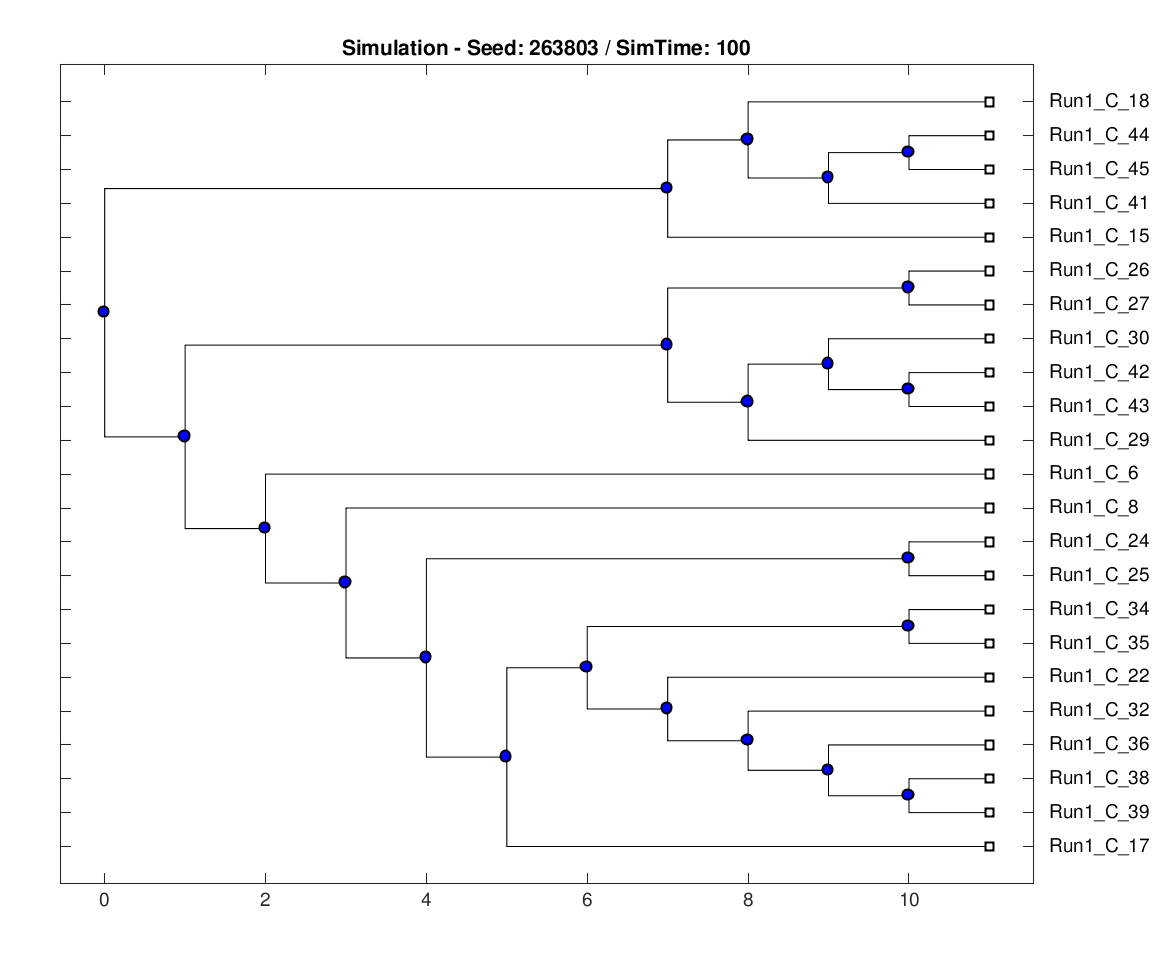 Simulation - Seed: 263803 / SimTime: 100
Run1_C_18
Run1_C_44
Run1_C_45
Run1_C_41
Run1_C_15
Run1_C_26
Run1_C_27
Run1_C_30
Run1_C_42
Run1_C_43
Run1_C_29
Run1_C_6
Run1_C_8
Run1_C_24
Run1_C_25
Run1_C_34
Run1_C_35
Run1_C_22
Run1_C_32
Run1_C_36
Run1_C_38
Run1_C_39
Run1_C_17
0 2 4 6 8 10